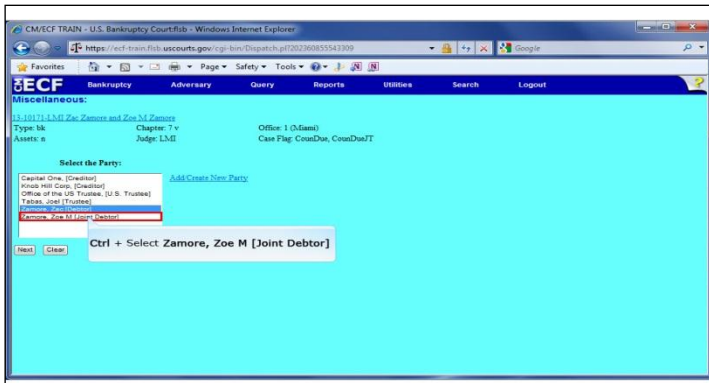 CM/ECF TRAIN - U.S. Bankruptcy Court:flsb - Windows Internet Explorer
https://ecf-train.flsb.uscourts.gov/cgi-bin/Dispatch.pl?202360855543309
Google
Favorites Page Safety Tools
ECF Bankruptcy Adversary Query Reports Utilities Search Logout ?
Miscellaneous:
13-10171-LMI Zac Zamore and Zoe M Zamore
Type: bk Chapter: 7 v Office: 1 (Miami)
Assets: n Judge: LMI Case Flag: CounDue, CounDueJT
Select the Party:
Capital One, [Creditor] Add/Create New Party
Knob Hill Corp, [Creditor]
Office of the US Trustee, [U.S. Trustee]
Tabas, Joel [Trustee]
Zamore, Zac [Debtor]
Zamore, Zoe M [Joint Debtor]
Ctrl + Select Zamore, Zoe M [Joint Debtor]
Next Clear